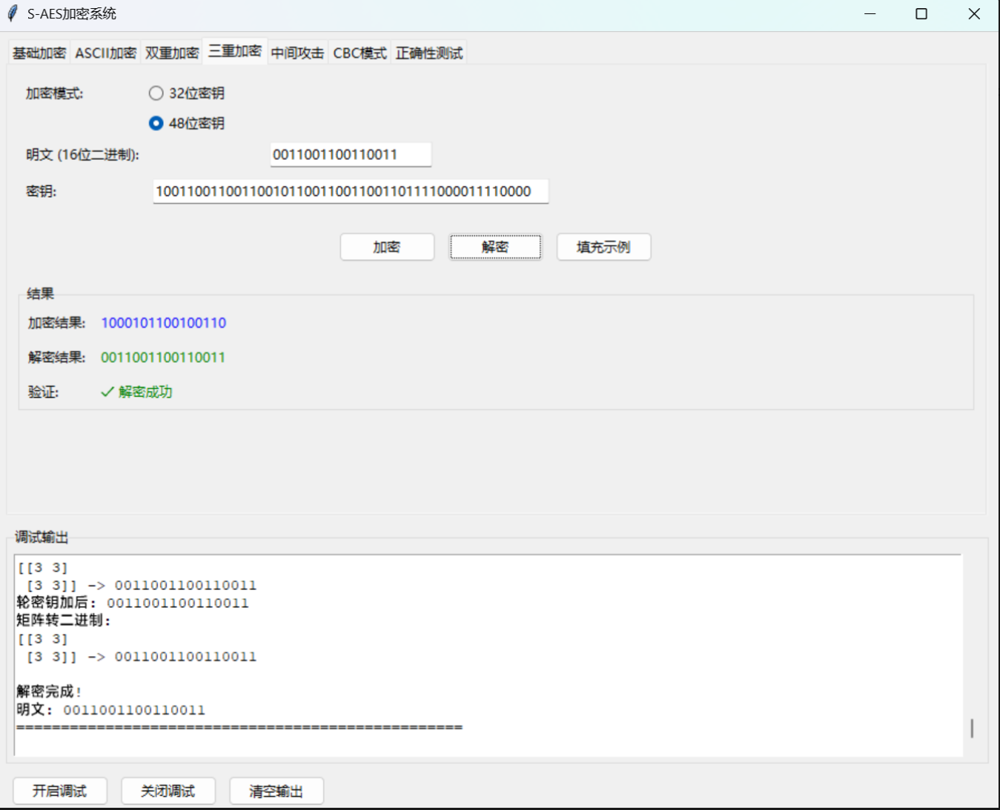 S-AES加密系统
基础加密 ASCII加密 双重加密 三重加密 中间攻击 CBC模式 正确性测试
加密模式: 32位密钥
48位密钥
明文 (16位二进制): 0011001100110011
密钥: 100110011001100101100110011001101111000011110000
加密 解密 填充示例
结果
加密结果: 1000101100100110
解密结果: 0011001100110011
验证: ✓ 解密成功
调试输出
[[3 3]
[3 3]] -> 0011001100110011
轮密钥加后: 0011001100110011
矩阵转二进制:
[[3 3]
[3 3]] -> 0011001100110011
解密完成!
明文: 0011001100110011
==================================================
开启调试 关闭调试 清空输出